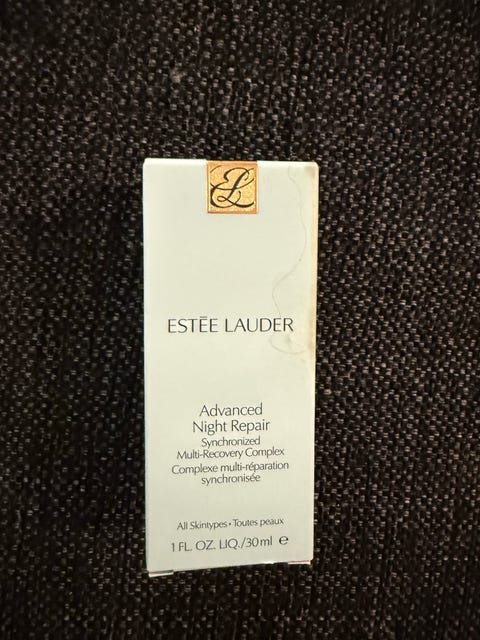 EL
ESTĒE LAUDER
Advanced
Night Repair
Synchronized
Multi-Recovery Complex
Complexe multi-réparation
synchronisée
All Skintypes • Toutes peaux
1 FL. OZ. LIQ./30 ml ℮